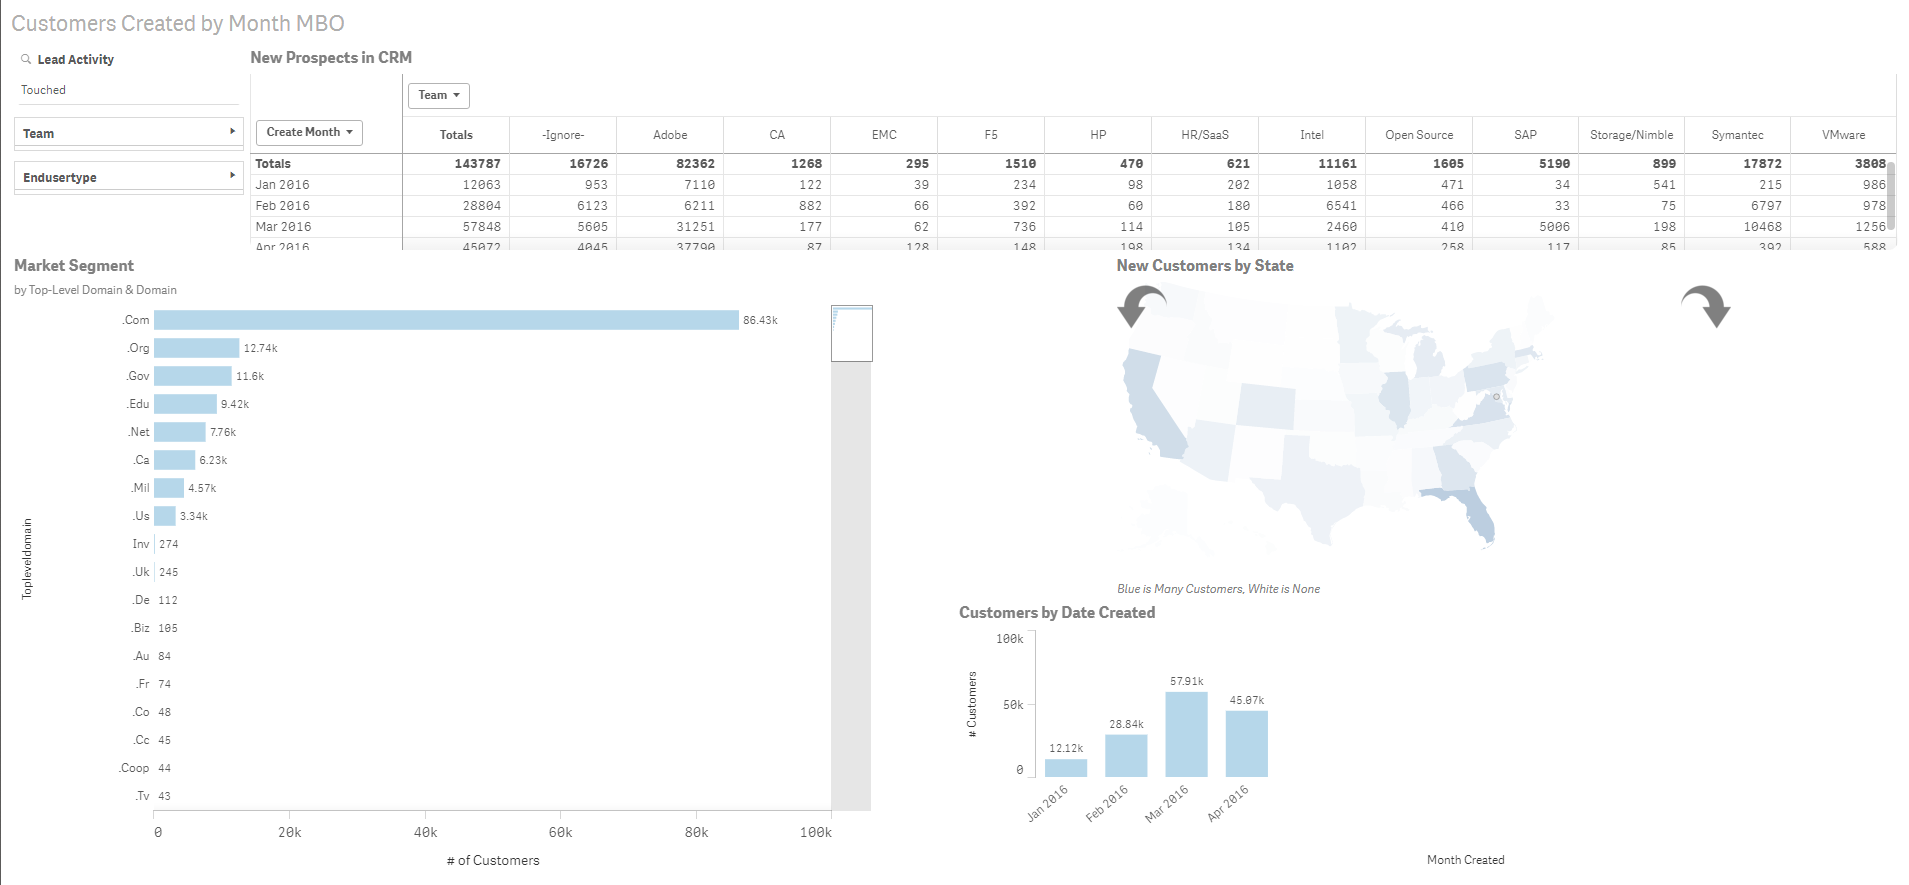 Customers Created by Month MBO
Lead Activity
Touched
Team
Endusertype
New Prospects in CRM
Team
Create Month
Totals -Ignore- Adobe CA EMC F5 HP HR/SaaS Intel Open Source SAP Storage/Nimble Symantec VMware
Totals 143787 16726 82362 1268 295 1510 470 621 11161 1605 5190 899 17872 3808
Jan 2016 12063 953 7110 122 39 234 98 202 1058 471 34 541 215 986
Feb 2016 28804 6123 6211 882 66 392 60 180 6541 466 33 75 6797 978
Mar 2016 57848 5605 31251 177 62 736 114 105 2460 410 5006 198 10468 1256
Apr 2016 45072 4045 37790 87 128 148 198 134 1102 258 117 85 392 588
Market Segment
by Top-Level Domain & Domain
Topleveldomain
.Com 86.43k
.Org 12.74k
.Gov 11.6k
.Edu 9.42k
.Net 7.76k
.Ca 6.23k
.Mil 4.57k
.Us 3.34k
Inv 274
.Uk 245
.De 112
.Biz 105
.Au 84
.Fr 74
.Co 48
.Cc 45
.Coop 44
.Tv 43
0 20k 40k 60k 80k 100k
# of Customers
New Customers by State
Blue is Many Customers, White is None
Customers by Date Created
# Customers
100k
50k
0
12.12k 28.84k 57.91k 45.07k
Jan 2016 Feb 2016 Mar 2016 Apr 2016
Month Created